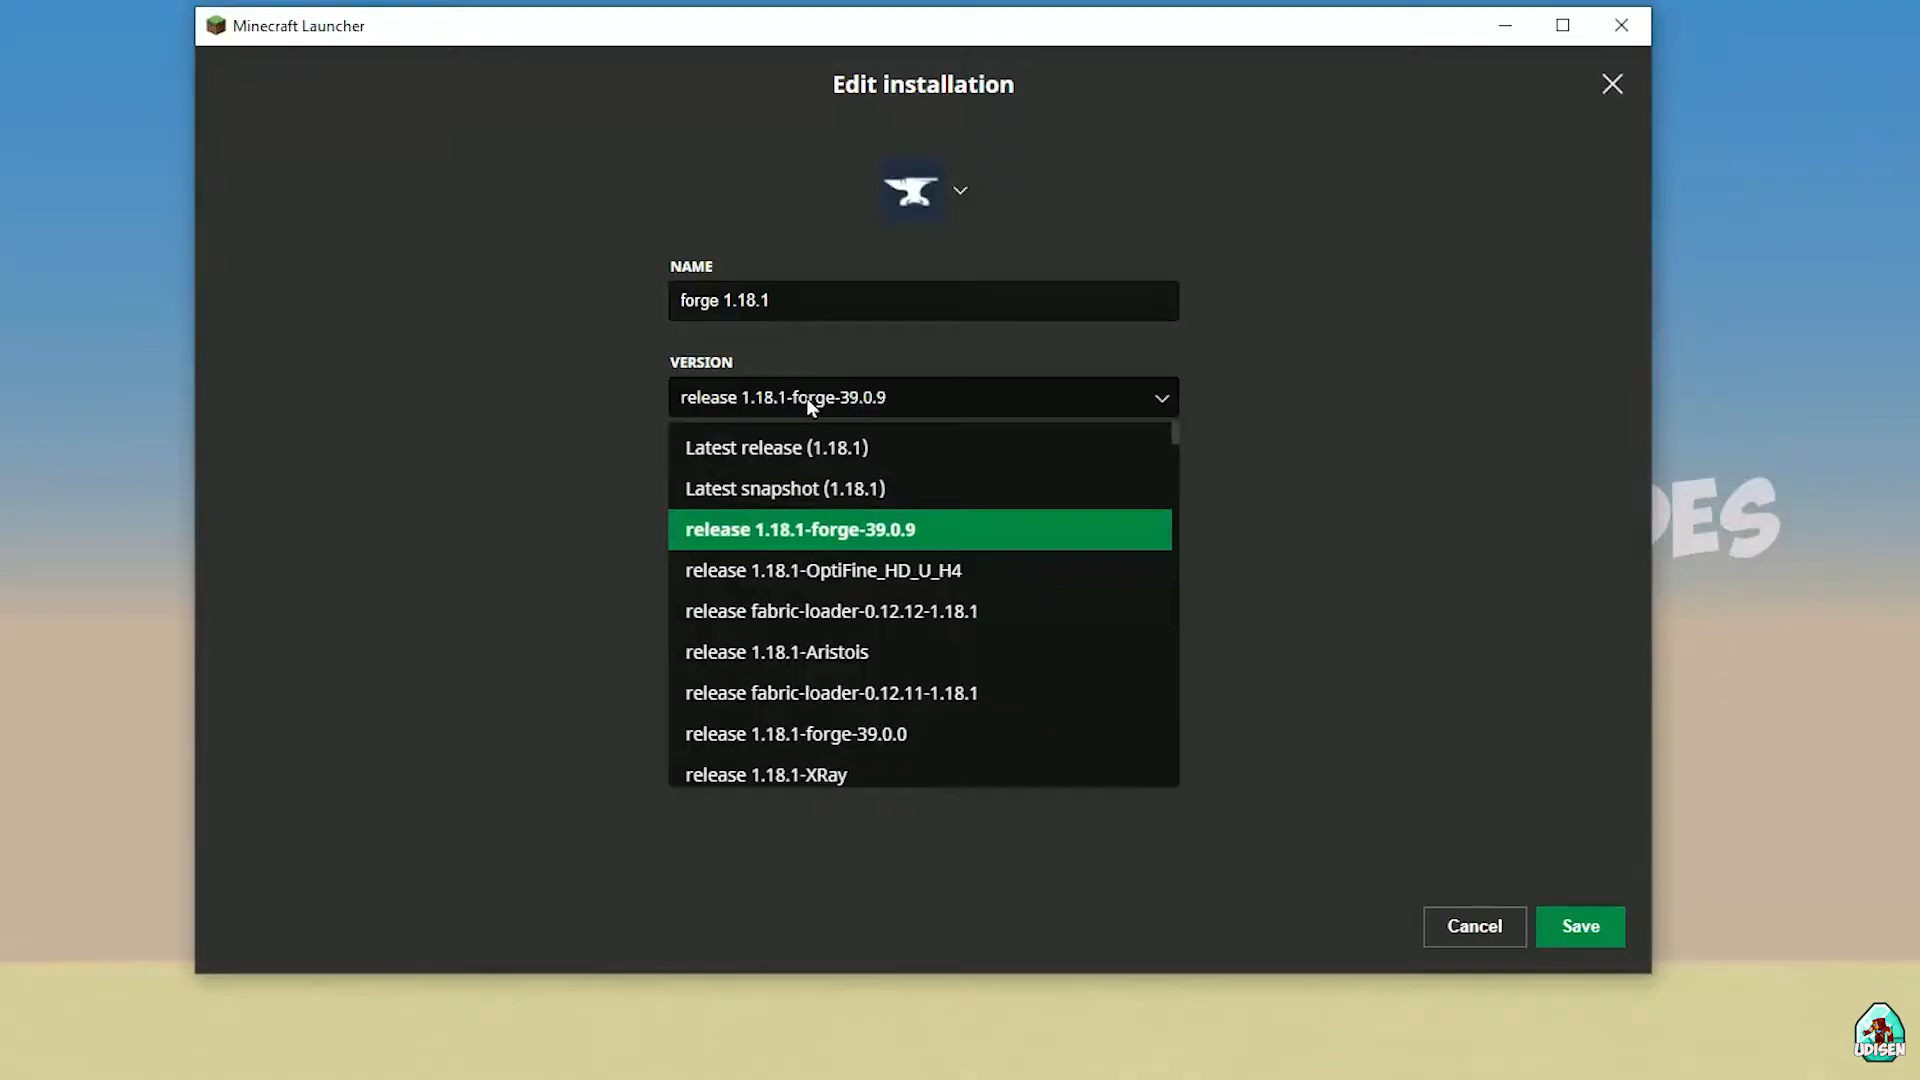 Minecraft Launcher
Edit installation
NAME
forge 1.18.1
VERSION
release 1.18.1-forge-39.0.9
Latest release (1.18.1)
Latest snapshot (1.18.1)
release 1.18.1-forge-39.0.9
release 1.18.1-OptiFine_HD_U_H4
release fabric-loader-0.12.12-1.18.1
release 1.18.1-Aristois
release fabric-loader-0.12.11-1.18.1
release 1.18.1-forge-39.0.0
release 1.18.1-XRay
DES
Cancel
Save
UDISEN